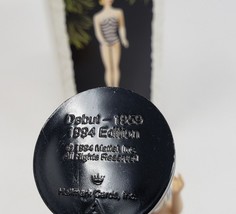 Debut - 1959
1994 Edition
© 1994 Mattel, Inc.
All Rights Reserved
Hallmark Cards, Inc.